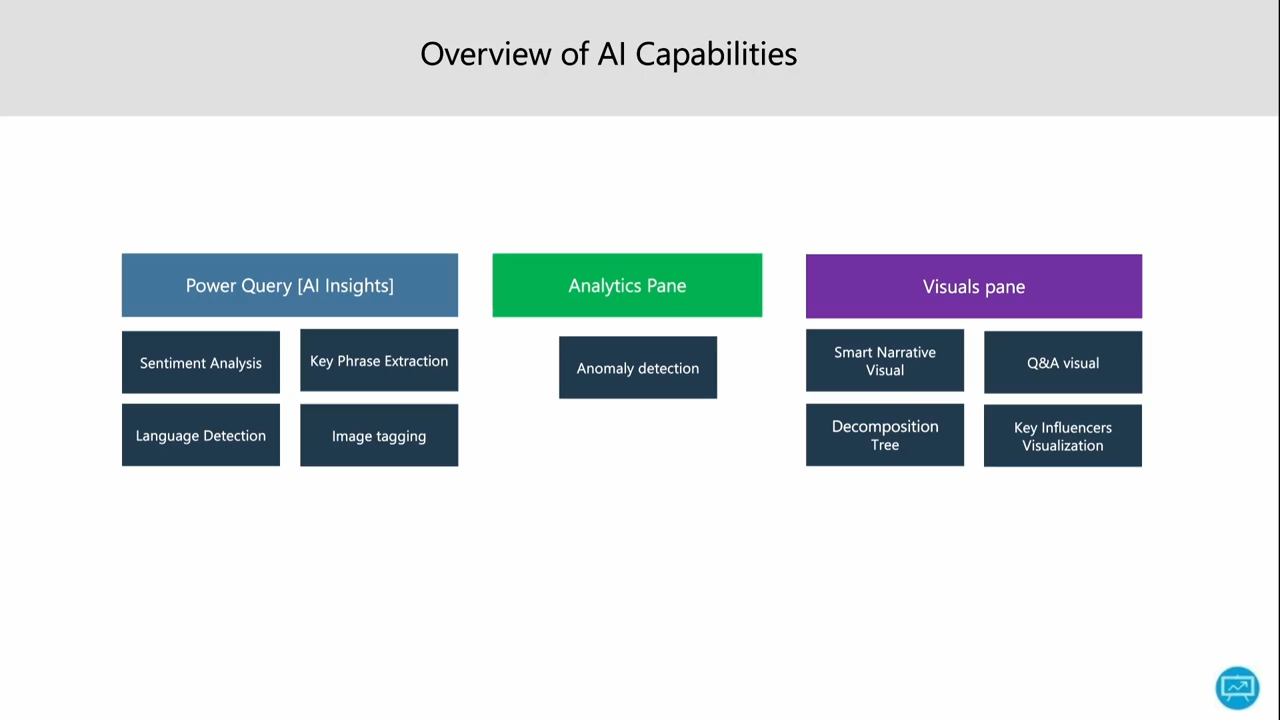 Overview of AI Capabilities
Power Query [AI Insights]
Sentiment Analysis
Key Phrase Extraction
Language Detection
Image tagging
Analytics Pane
Anomaly detection
Visuals pane
Smart Narrative
Visual
Q&A visual
Decomposition
Tree
Key Influencers
Visualization